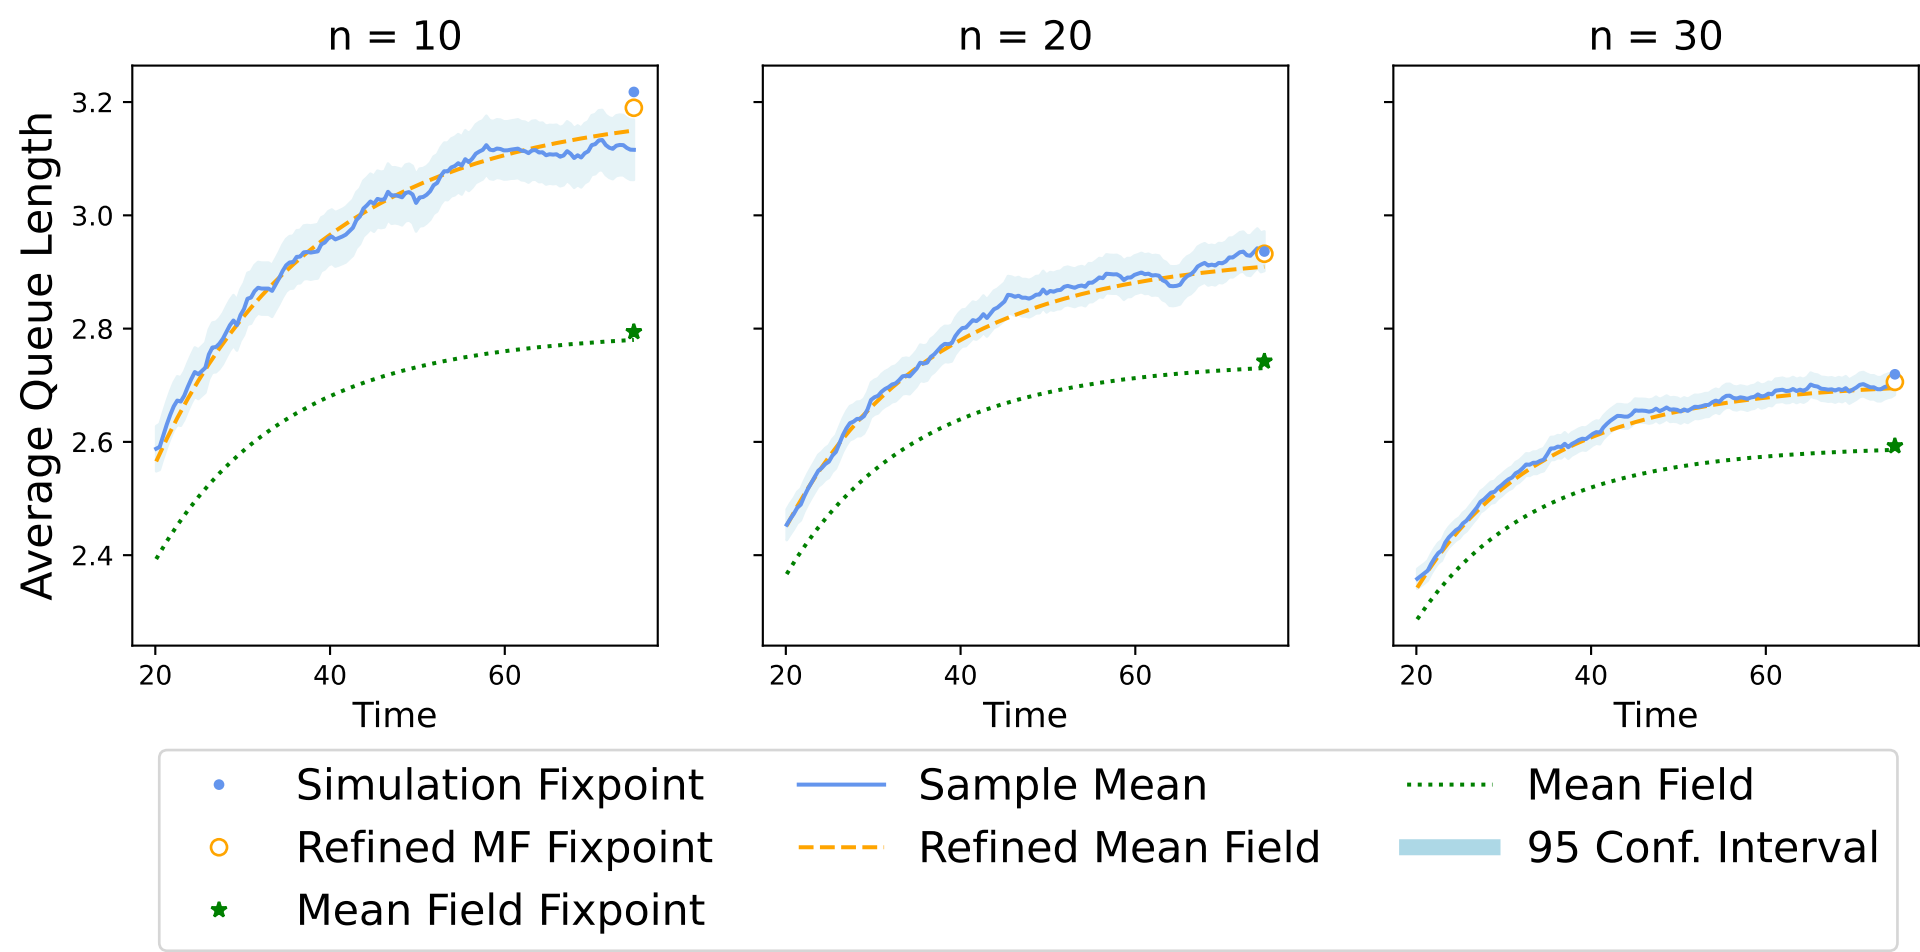 n = 10
n = 20
n = 30
Average Queue Length
3.2
3.0
2.8
2.6
2.4
20 40 60
20 40 60
20 40 60
Time
Time
Time
Simulation Fixpoint
Sample Mean
Mean Field
Refined MF Fixpoint
Refined Mean Field
95 Conf. Interval
Mean Field Fixpoint